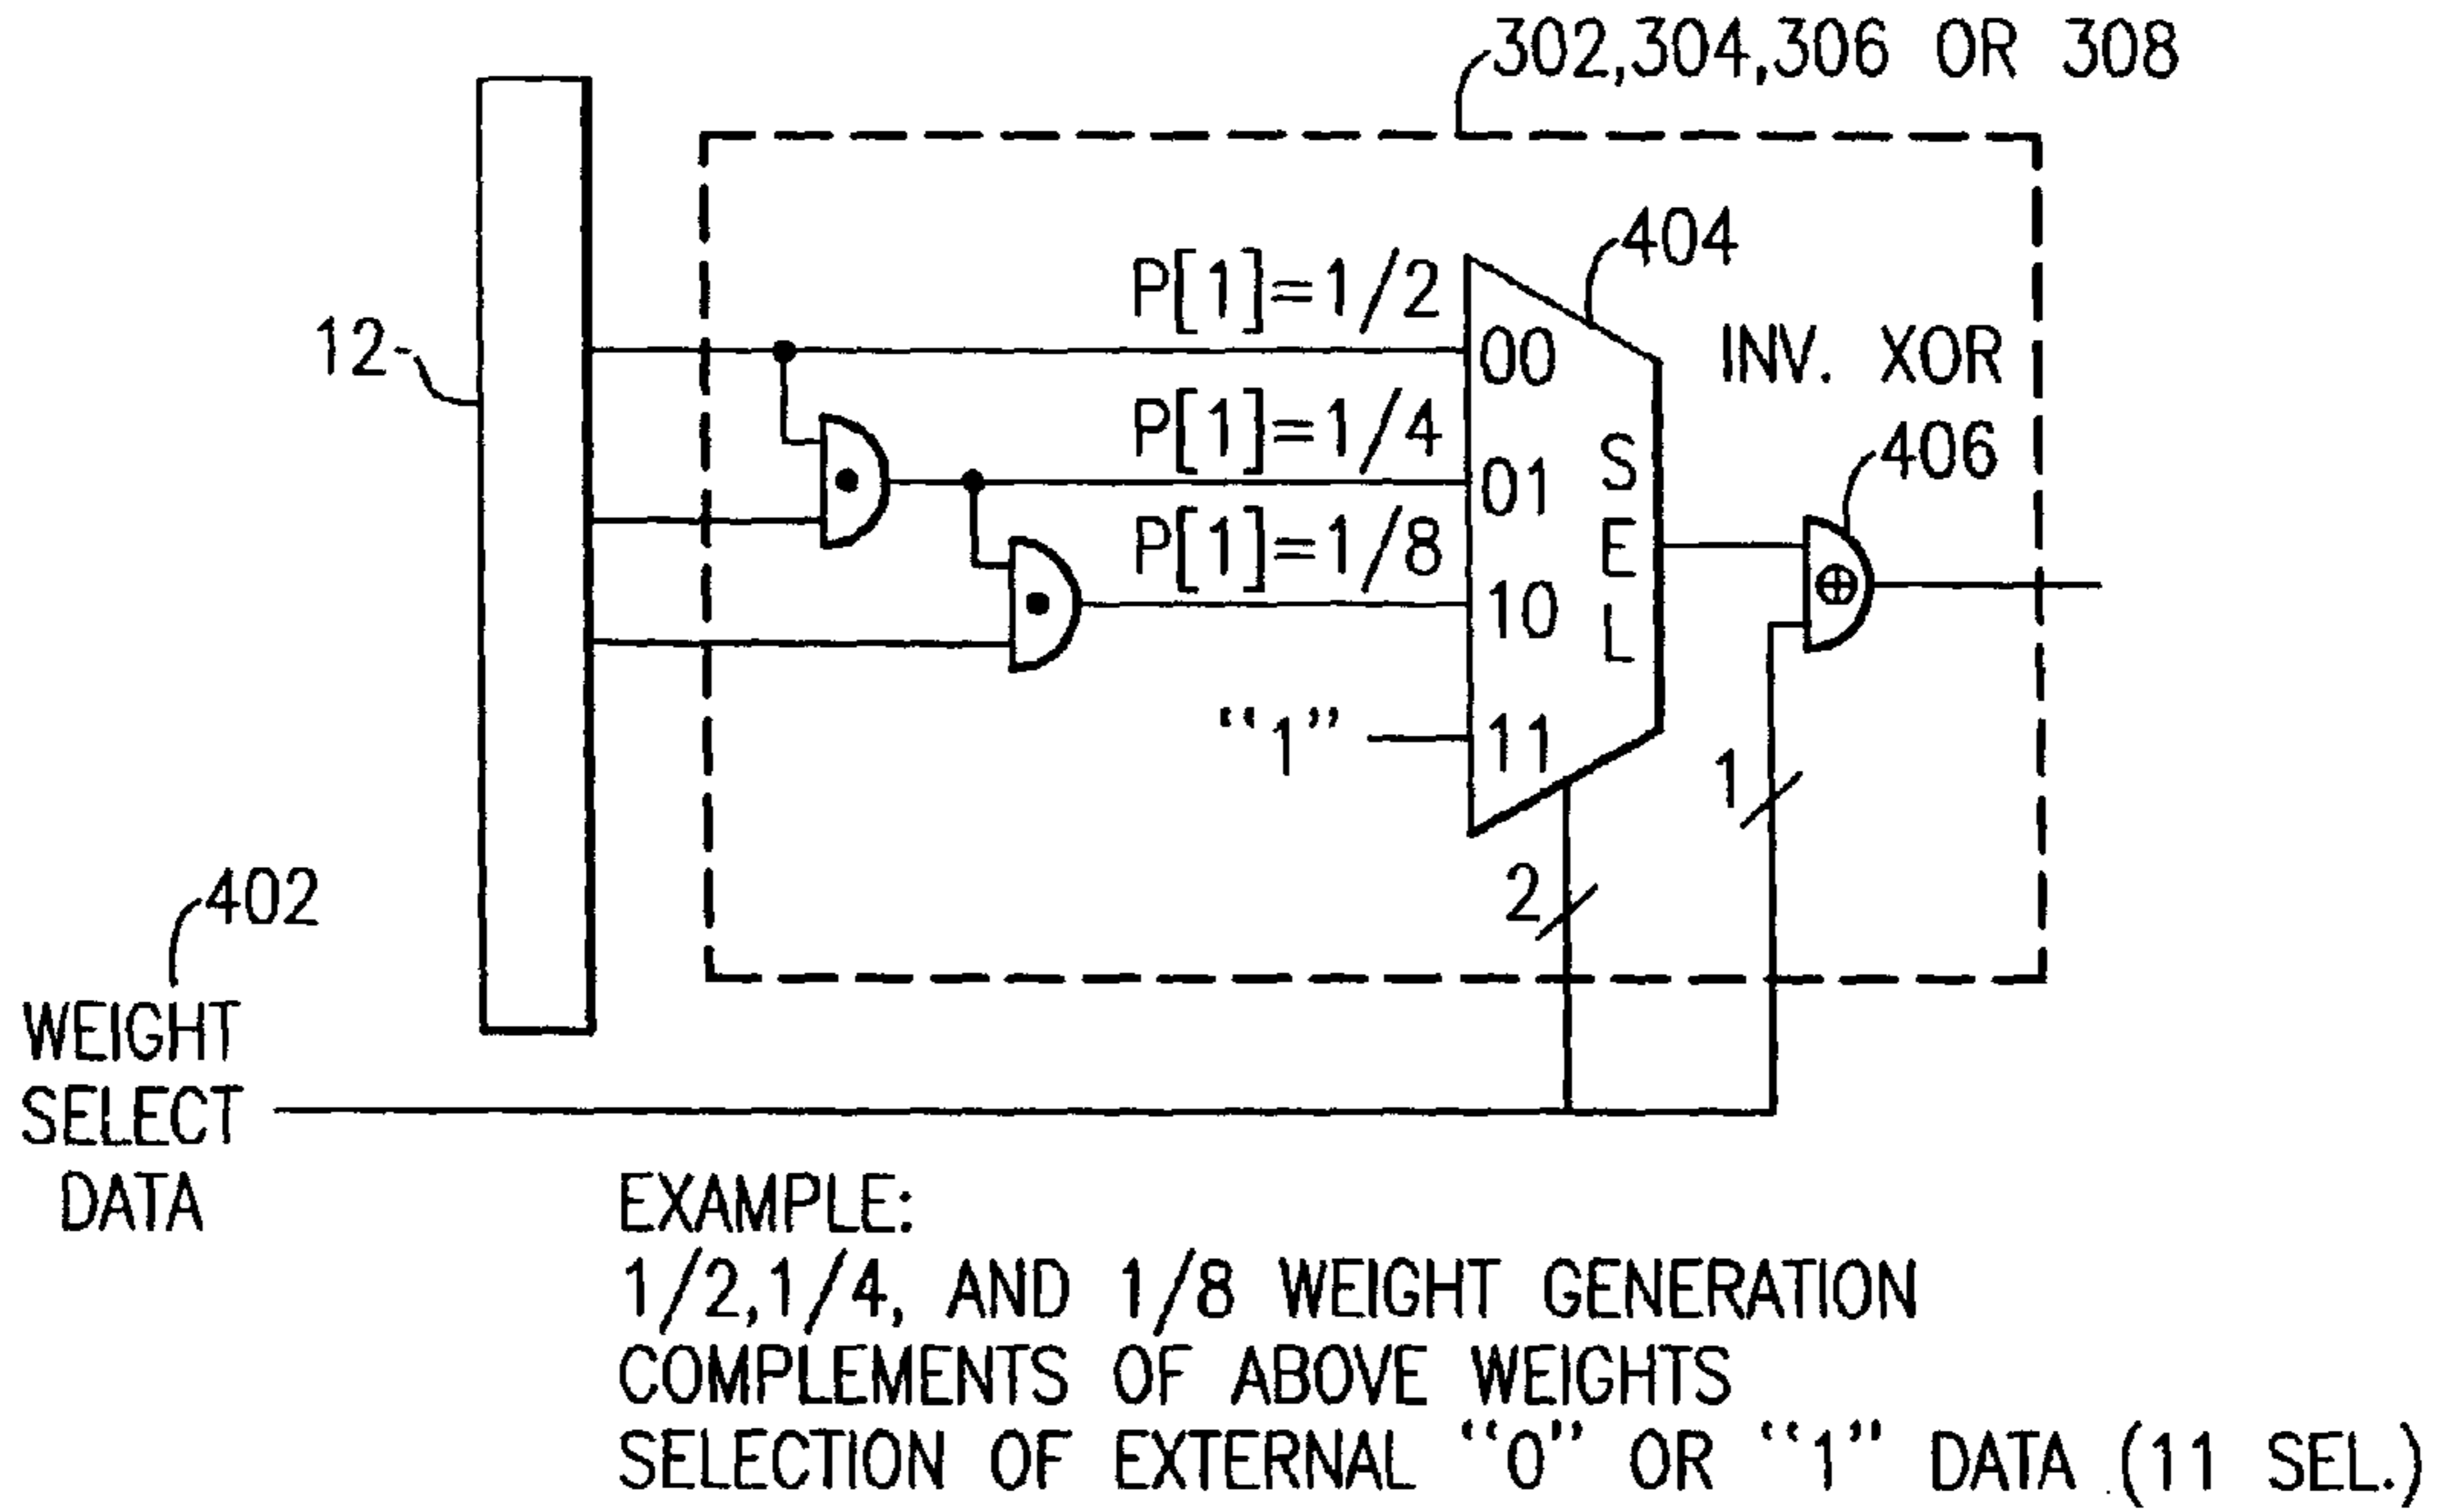 302,304,306 OR 308
404
P[1]=1/2
12
00
INV. XOR
P[1]=1/4
406
01
SEL
P[1]=1/8
10
“1”
11
1
2
402
WEIGHT
SELECT
DATA
EXAMPLE:
1/2,1/4, AND 1/8 WEIGHT GENERATION
COMPLEMENTS OF ABOVE WEIGHTS
SELECTION OF EXTERNAL “0” OR “1” DATA (11 SEL.)